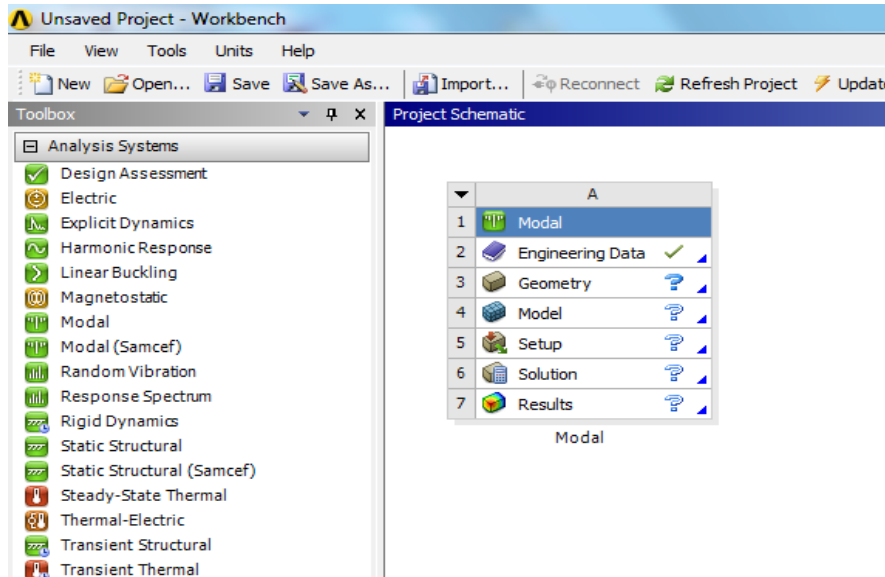 Unsaved Project - Workbench
File View Tools Units Help
New Open... Save Save As... Import... Reconnect Refresh Project Update
Toolbox
Project Schematic
Analysis Systems
Design Assessment
Electric
Explicit Dynamics
Harmonic Response
Linear Buckling
Magnetostatic
Modal
Modal (Samcef)
Random Vibration
Response Spectrum
Rigid Dynamics
Static Structural
Static Structural (Samcef)
Steady-State Thermal
Thermal-Electric
Transient Structural
Transient Thermal
A
1 Modal
2 Engineering Data
3 Geometry
4 Model
5 Setup
6 Solution
7 Results
Modal